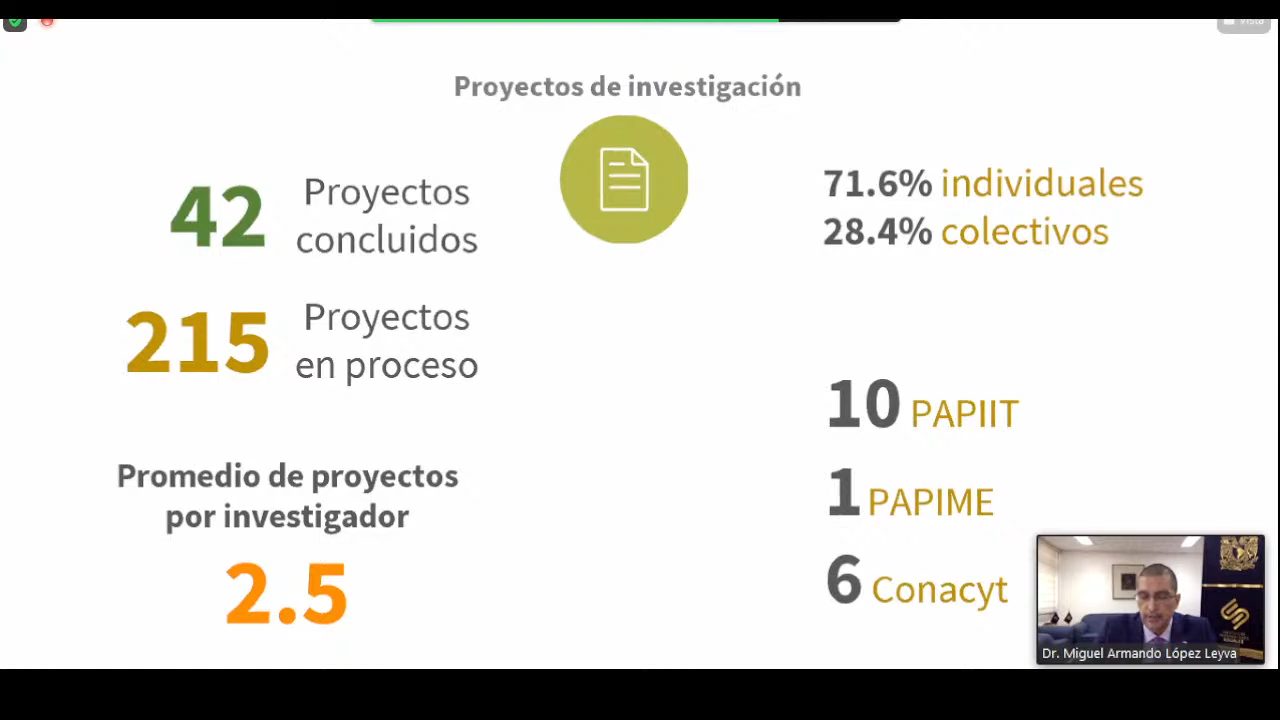 Vista
Proyectos de investigación
42 Proyectos
concluidos
215 Proyectos
en proceso
Promedio de proyectos
por investigador
2.5
71.6% individuales
28.4% colectivos
10 PAPIIT
1 PAPIME
6 Conacyt
Dr. Miguel Armando López Leyva